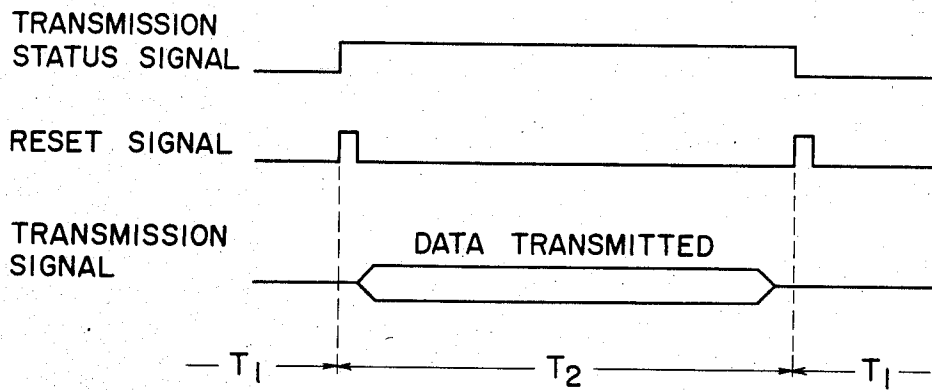 TRANSMISSION
STATUS SIGNAL
RESET SIGNAL
TRANSMISSION
SIGNAL
DATA TRANSMITTED
T1 T2 T1